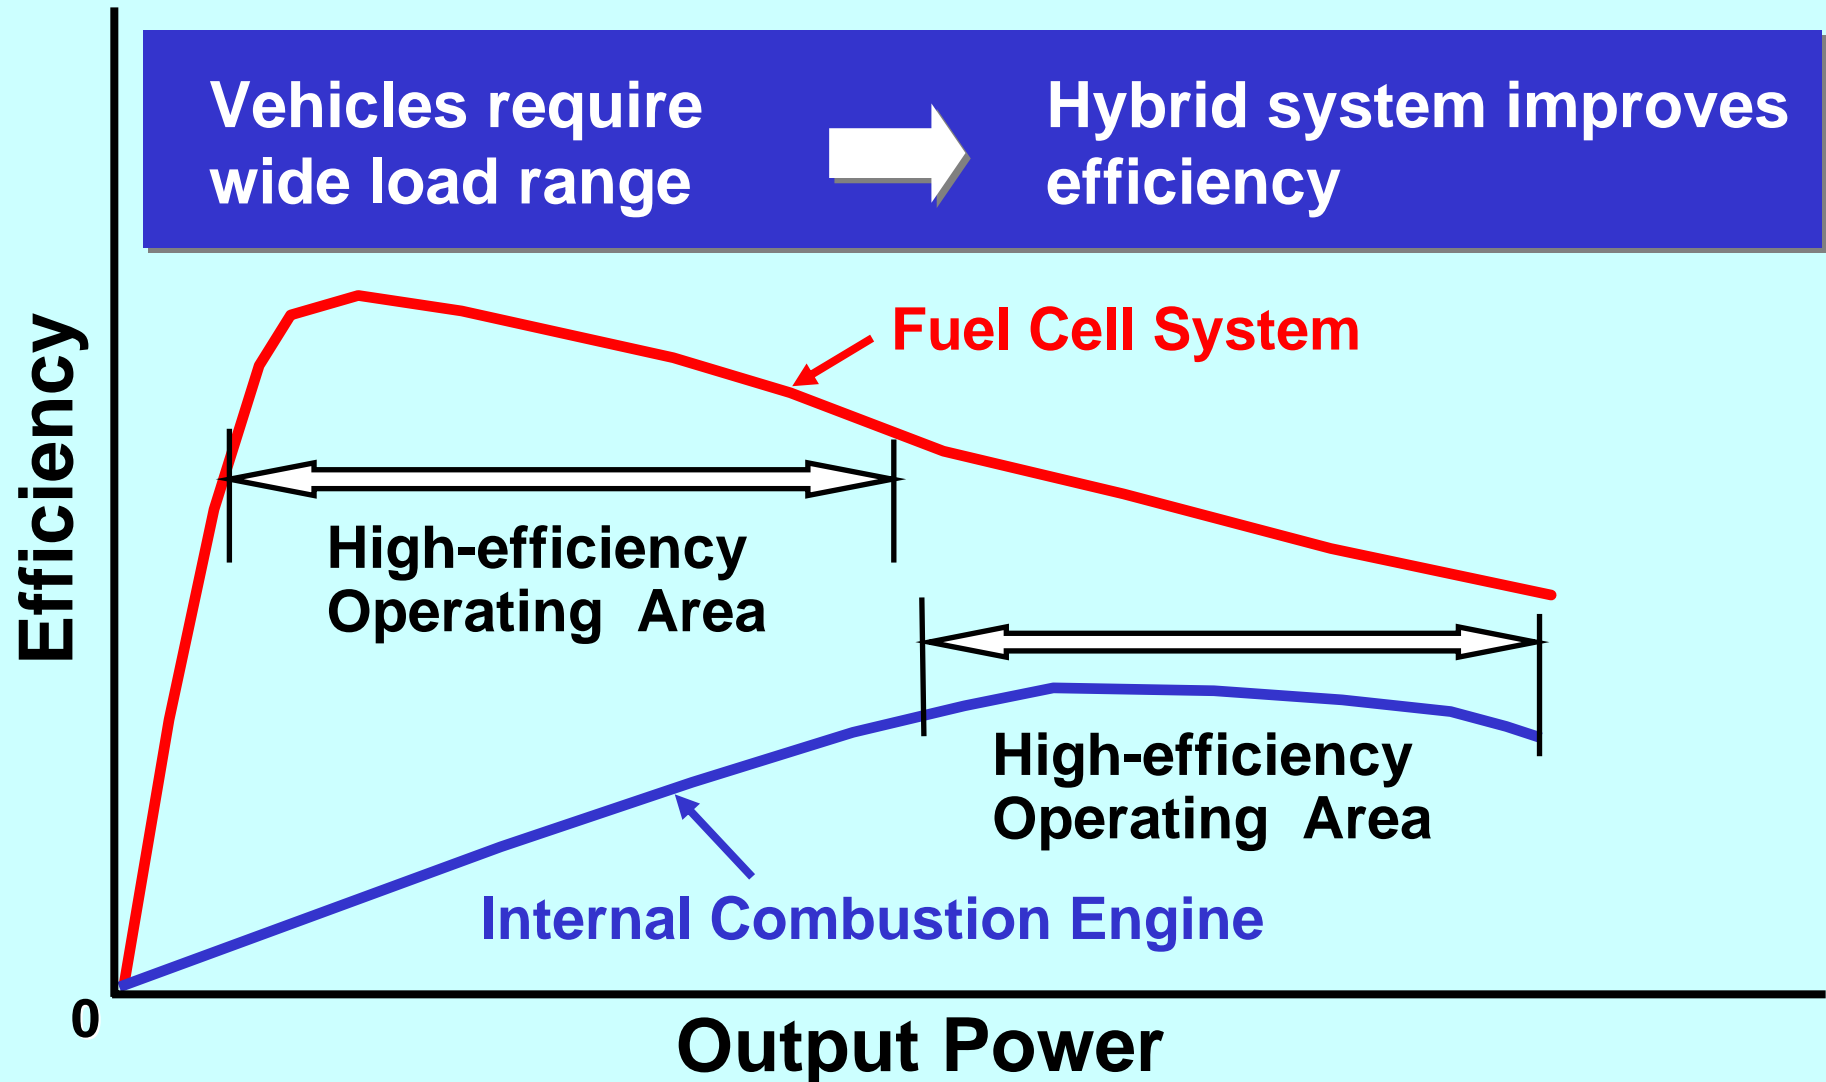 Vehicles require
wide load range
Hybrid system improves
efficiency
Fuel Cell System
Efficiency
High-efficiency
Operating  Area
High-efficiency
Operating  Area
Internal Combustion Engine
0
Output Power